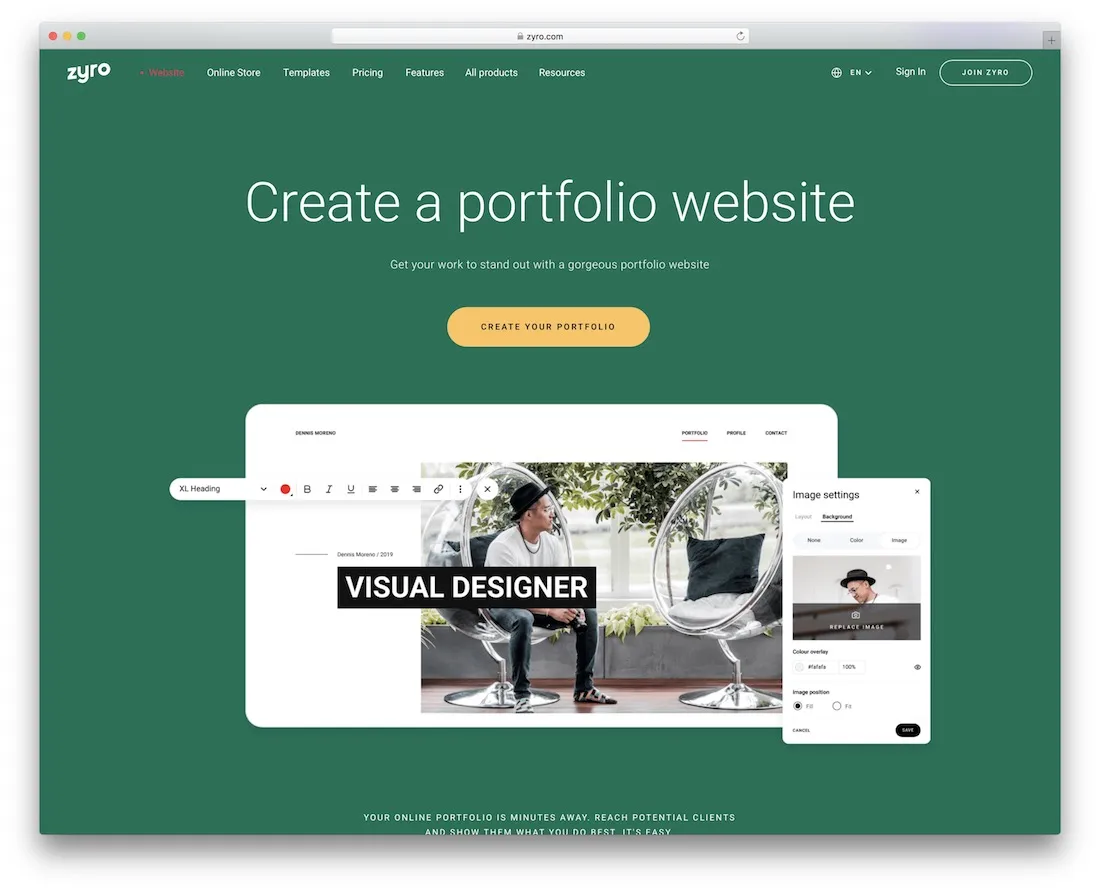 zyro.com
zyro
Website
Online Store
Templates
Pricing
Features
All products
Resources
EN
Sign In
JOIN ZYRO
Create a portfolio website
Get your work to stand out with a gorgeous portfolio website
CREATE YOUR PORTFOLIO
DENNIS MORENO
PORTFOLIO
PROFILE
CONTACT
XL Heading
B
I
U
Dennis Moreno / 2019
VISUAL DESIGNER
Image settings
Layout
Background
None
Color
Image
REPLACE IMAGE
Colour overlay
#fafafa
100%
Image position
Fill
Fit
CANCEL
SAVE
YOUR ONLINE PORTFOLIO IS MINUTES AWAY. REACH POTENTIAL CLIENTS
AND SHOW THEM WHAT YOU DO BEST. IT'S EASY